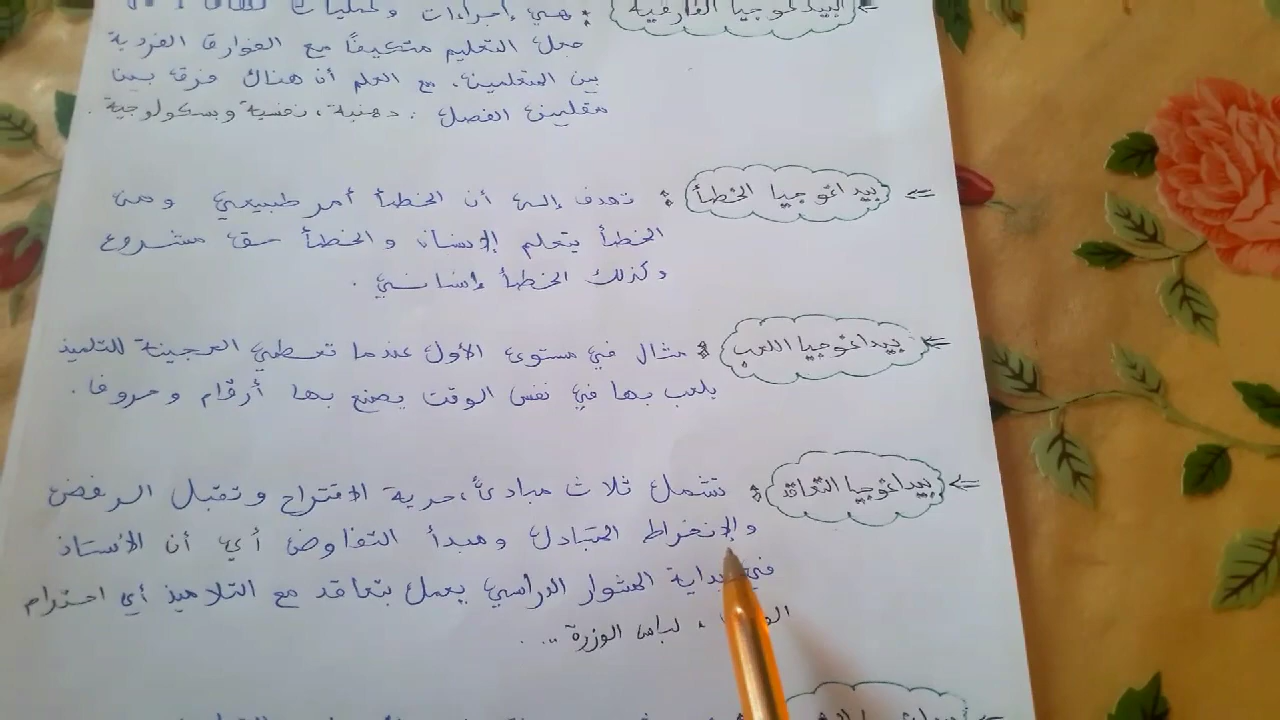 ⇐ البيداغوجيا الفارقية : هي إجراءات وعمليات
جعل التعليم متكيفًا مع الفوارق الفردية
بين المتعلمين. مع العلم أن هناك فرق بين
متعلمين الفصل . ذهنية ، نفسية وبسكولوجية .
⇐ بيداغوجيا الخطأ : تهدف إلى أن الخطأ أمر طبيعي ومن
الخطأ يتعلم الإنسان والخطأ حق مشروع
وكذلك الخطأ إنساني .
⇐ بيداغوجيا اللعب : مثال في مستوى الأول عندما تعطي العجينة للتلميذ
يلعب بها في نفس الوقت يصنع بها أرقام وحروفا .
⇐ بيداغوجيا التعاقد : تشمل ثلاث مبادئ، حرية الاقتراح وتقبل الرفض
والإنخراط المتبادل ومبدأ التفاوض أي أن الأستاذ
في بداية المشوار الدراسي يعمل بتعاقد مع التلاميذ أي احترام
، لباس الوزرة ... .